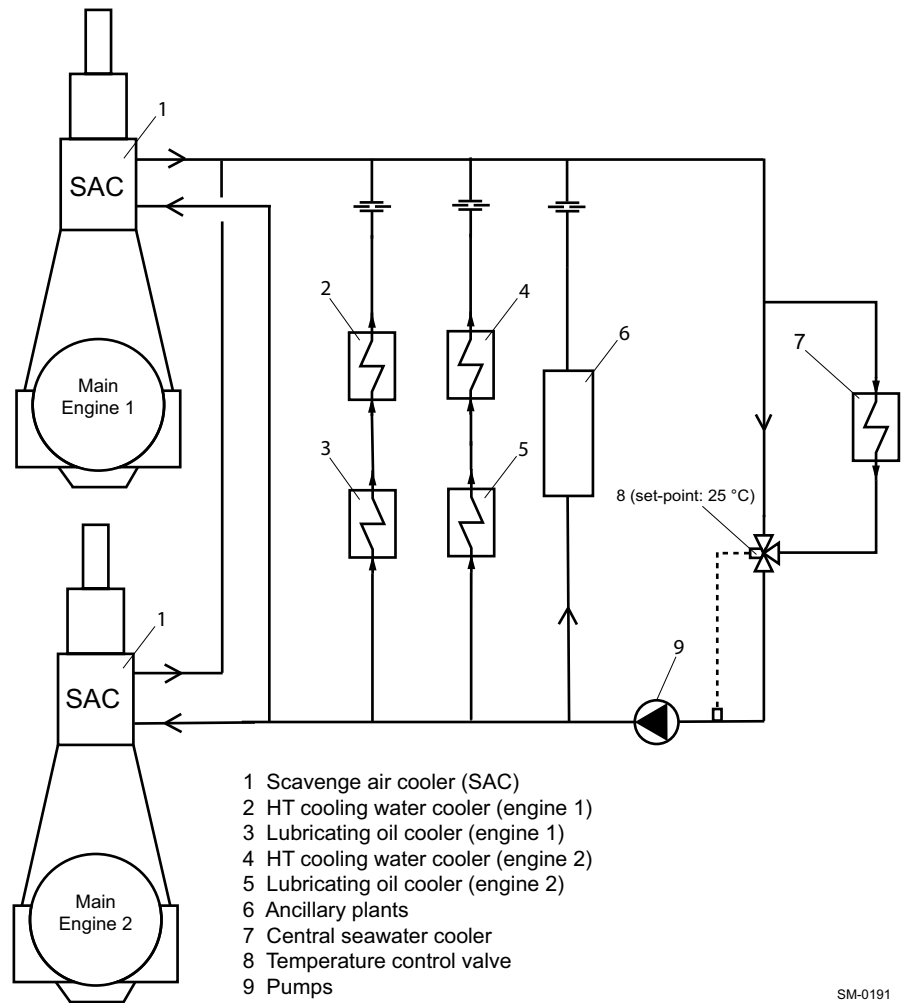 1
SAC
2
4
6
7
Main
Engine 1
3
5
8 (set-point: 25 °C)
1
9
SAC
1 Scavenge air cooler (SAC)
2 HT cooling water cooler (engine 1)
3 Lubricating oil cooler (engine 1)
4 HT cooling water cooler (engine 2)
5 Lubricating oil cooler (engine 2)
6 Ancillary plants
7 Central seawater cooler
8 Temperature control valve
9 Pumps
Main
Engine 2
SM-0191